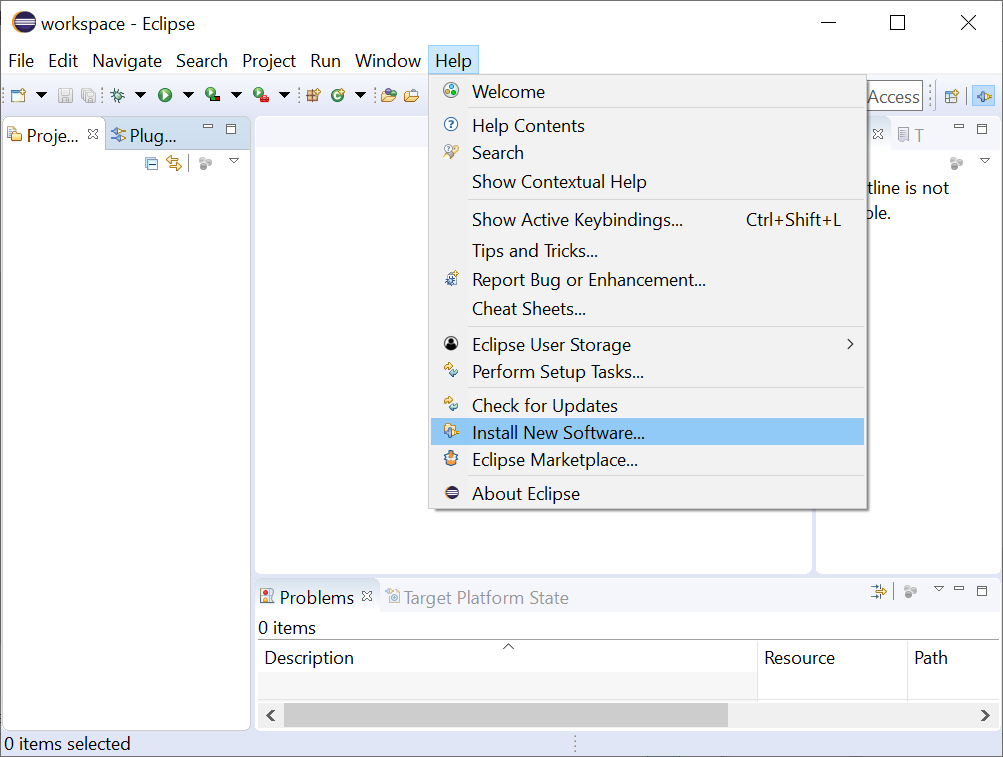 workspace - Eclipse
File Edit Navigate Search Project Run Window Help
Access
Proje... Plug...
T
Welcome
Help Contents
Search
Show Contextual Help
Show Active Keybindings... Ctrl+Shift+L
Tips and Tricks...
Report Bug or Enhancement...
Cheat Sheets...
Eclipse User Storage
Perform Setup Tasks...
Check for Updates
Install New Software...
Eclipse Marketplace...
About Eclipse
tline is not
ble.
Problems Target Platform State
0 items
Description Resource Path
0 items selected